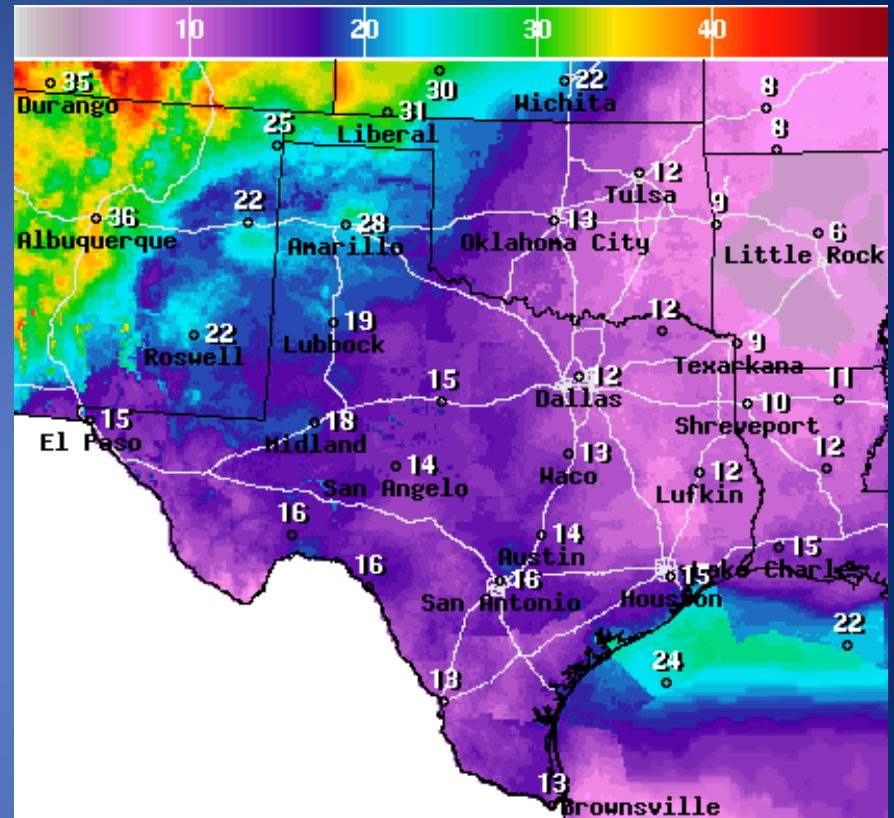 10 20 30 40
35 30 22 8
Durango Wichita
31
Liberal
25 8
12
Tulsa
36 22 28 13 9 6
Albuquerque Amarillo Oklahoma City Little Rock
22 19 12 9
Roswell Lubbock Texarkana
15 12 10 11
Dallas
15 18 Shreveport
El Paso Midland
14 13 12 12
San Angelo Waco Lufkin
16 14 15
Austin
16 16 15 Lake Charles
San Antonio Houston
22
24
13
13
Brownsville